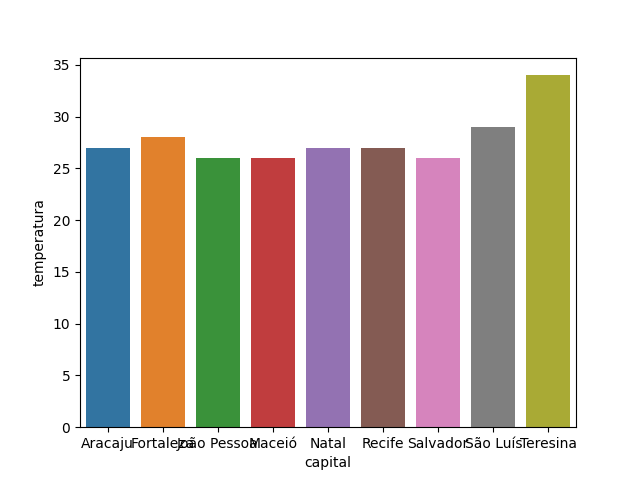 35
30
25
20
15
10
5
0
temperatura
Aracaju Fortaleza João Pessoa Maceió Natal Recife Salvador São Luís Teresina
capital